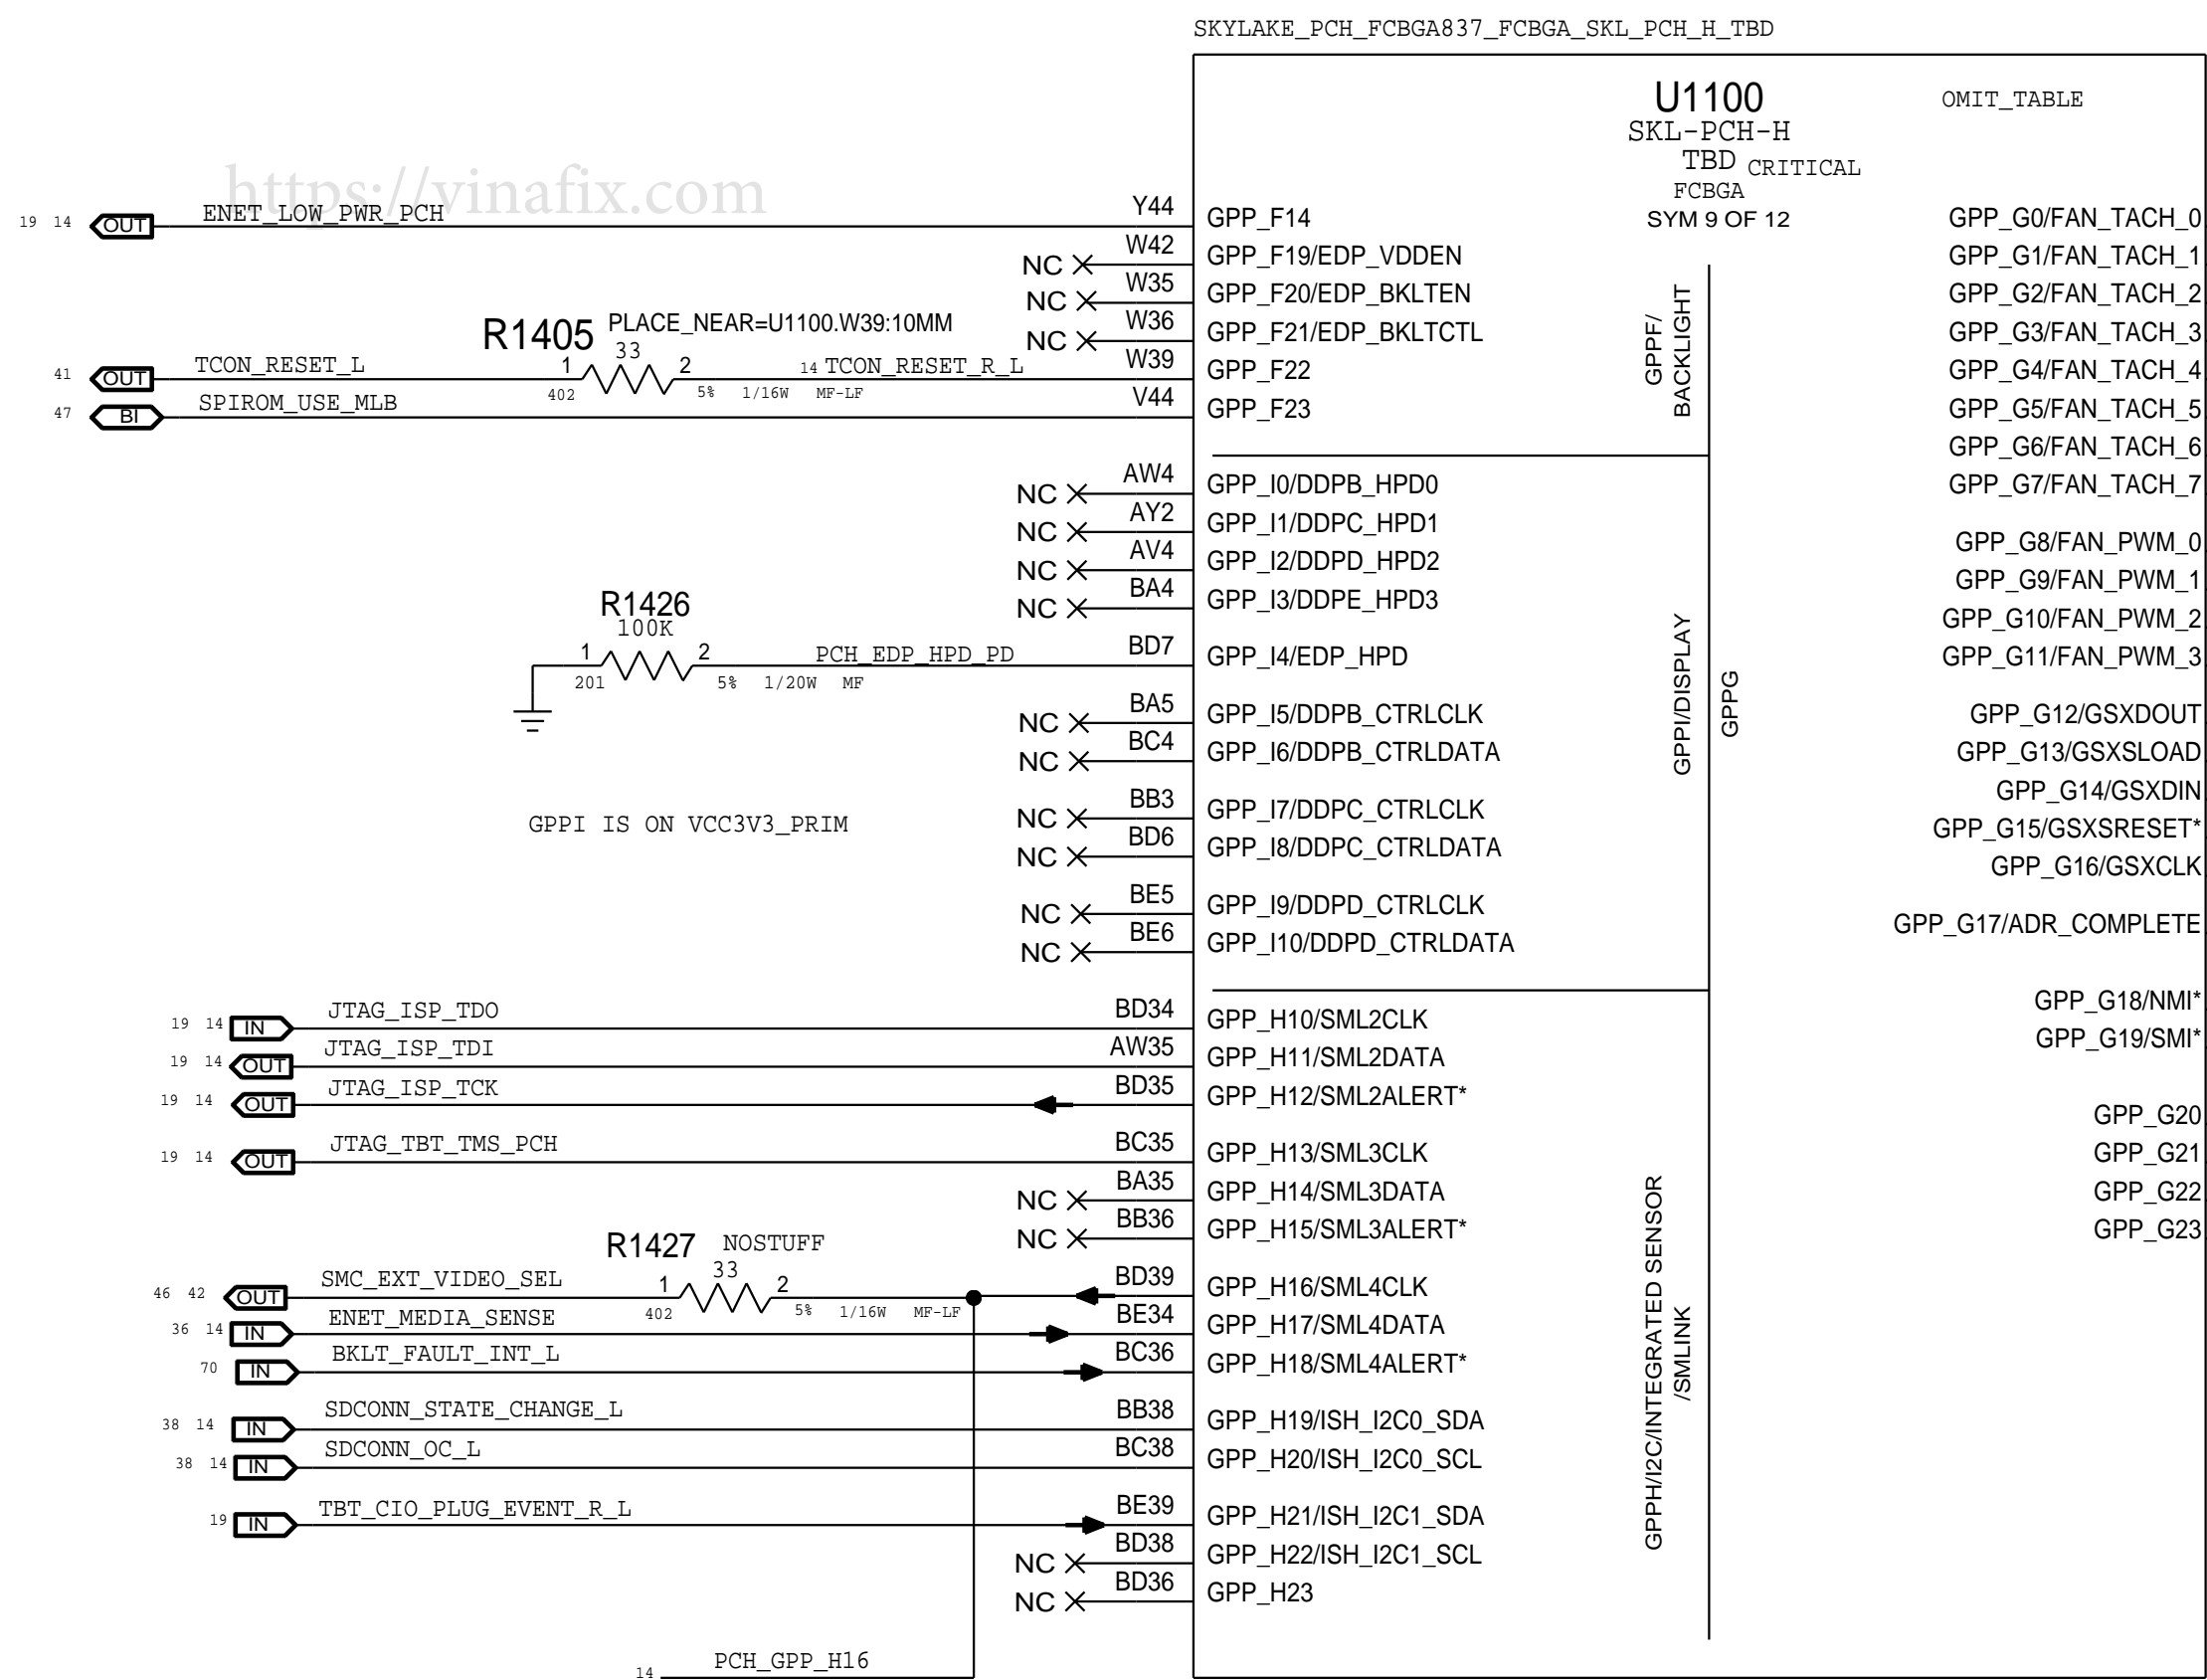 SKYLAKE_PCH_FCBGA837_FCBGA_SKL_PCH_H_TBD
U1100 OMIT_TABLE
SKL-PCH-H
TBD CRITICAL
FCBGA
SYM 9 OF 12
https://vinafix.com
19 14 OUT ENET_LOW_PWR_PCH Y44 GPP_F14
NC W42 GPP_F19/EDP_VDDEN
NC W35 GPP_F20/EDP_BKLTEN
NC W36 GPP_F21/EDP_BKLTCTL
R1405 PLACE_NEAR=U1100.W39:10MM
33
41 OUT TCON_RESET_L 1 2 14 TCON_RESET_R_L W39 GPP_F22
402 5% 1/16W MF-LF
47 BI SPIROM_USE_MLB V44 GPP_F23
GPPF/
BACKLIGHT
NC AW4 GPP_I0/DDPB_HPD0
NC AY2 GPP_I1/DDPC_HPD1
NC AV4 GPP_I2/DDPD_HPD2
NC BA4 GPP_I3/DDPE_HPD3
R1426
100K
1 2 PCH_EDP_HPD_PD BD7 GPP_I4/EDP_HPD
201 5% 1/20W MF
NC BA5 GPP_I5/DDPB_CTRLCLK
NC BC4 GPP_I6/DDPB_CTRLDATA
GPPI IS ON VCC3V3_PRIM
NC BB3 GPP_I7/DDPC_CTRLCLK
NC BD6 GPP_I8/DDPC_CTRLDATA
NC BE5 GPP_I9/DDPD_CTRLCLK
NC BE6 GPP_I10/DDPD_CTRLDATA
GPPI/DISPLAY
19 14 IN JTAG_ISP_TDO BD34 GPP_H10/SML2CLK
19 14 OUT JTAG_ISP_TDI AW35 GPP_H11/SML2DATA
19 14 OUT JTAG_ISP_TCK BD35 GPP_H12/SML2ALERT*
19 14 OUT JTAG_TBT_TMS_PCH BC35 GPP_H13/SML3CLK
NC BA35 GPP_H14/SML3DATA
NC BB36 GPP_H15/SML3ALERT*
R1427 NOSTUFF
33
46 42 OUT SMC_EXT_VIDEO_SEL 1 2 BD39 GPP_H16/SML4CLK
402 5% 1/16W MF-LF
36 14 IN ENET_MEDIA_SENSE BE34 GPP_H17/SML4DATA
70 IN BKLT_FAULT_INT_L BC36 GPP_H18/SML4ALERT*
38 14 IN SDCONN_STATE_CHANGE_L BB38 GPP_H19/ISH_I2C0_SDA
38 14 IN SDCONN_OC_L BC38 GPP_H20/ISH_I2C0_SCL
19 IN TBT_CIO_PLUG_EVENT_R_L BE39 GPP_H21/ISH_I2C1_SDA
NC BD38 GPP_H22/ISH_I2C1_SCL
NC BD36 GPP_H23
14 PCH_GPP_H16
GPPH/I2C/INTEGRATED SENSOR
/SMLINK
GPPG
GPP_G0/FAN_TACH_0
GPP_G1/FAN_TACH_1
GPP_G2/FAN_TACH_2
GPP_G3/FAN_TACH_3
GPP_G4/FAN_TACH_4
GPP_G5/FAN_TACH_5
GPP_G6/FAN_TACH_6
GPP_G7/FAN_TACH_7
GPP_G8/FAN_PWM_0
GPP_G9/FAN_PWM_1
GPP_G10/FAN_PWM_2
GPP_G11/FAN_PWM_3
GPP_G12/GSXDOUT
GPP_G13/GSXSLOAD
GPP_G14/GSXDIN
GPP_G15/GSXSRESET*
GPP_G16/GSXCLK
GPP_G17/ADR_COMPLETE
GPP_G18/NMI*
GPP_G19/SMI*
GPP_G20
GPP_G21
GPP_G22
GPP_G23